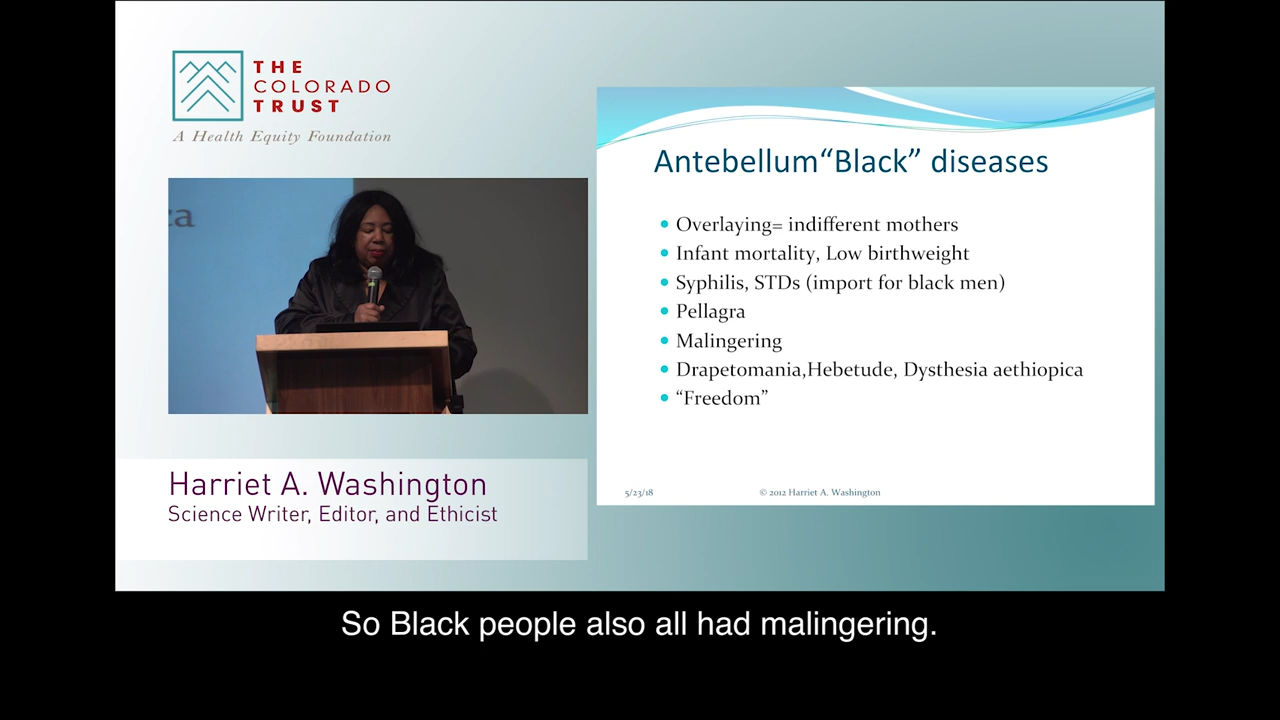 THE
COLORADO
TRUST
A Health Equity Foundation
ca
Harriet A. Washington
Science Writer, Editor, and Ethicist
Antebellum“Black” diseases
Overlaying= indifferent mothers
Infant mortality, Low birthweight
Syphilis, STDs (import for black men)
Pellagra
Malingering
Drapetomania,Hebetude, Dysthesia aethiopica
“Freedom”
5/23/18 © 2012 Harriet A. Washington
So Black people also all had malingering.